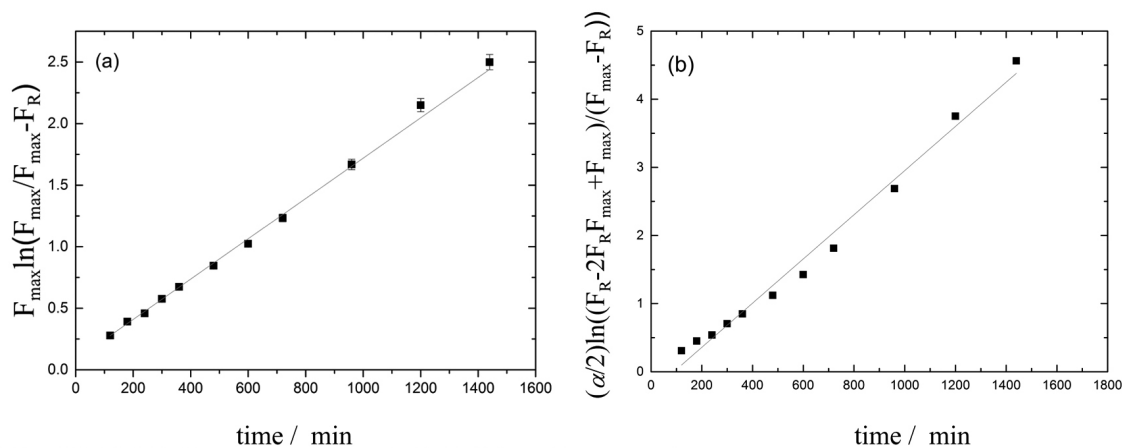 (a)
F_max ln(F_max/F_max-F_R)
2.5
2.0
1.5
1.0
0.5
0.0
0 200 400 600 800 1000 1200 1400 1600
time / min
(b)
(α/2)ln((F_R-2F_RF_max+F_max)/(F_max-F_R))
5
4
3
2
1
0
0 200 400 600 800 1000 1200 1400 1600 1800
time / min